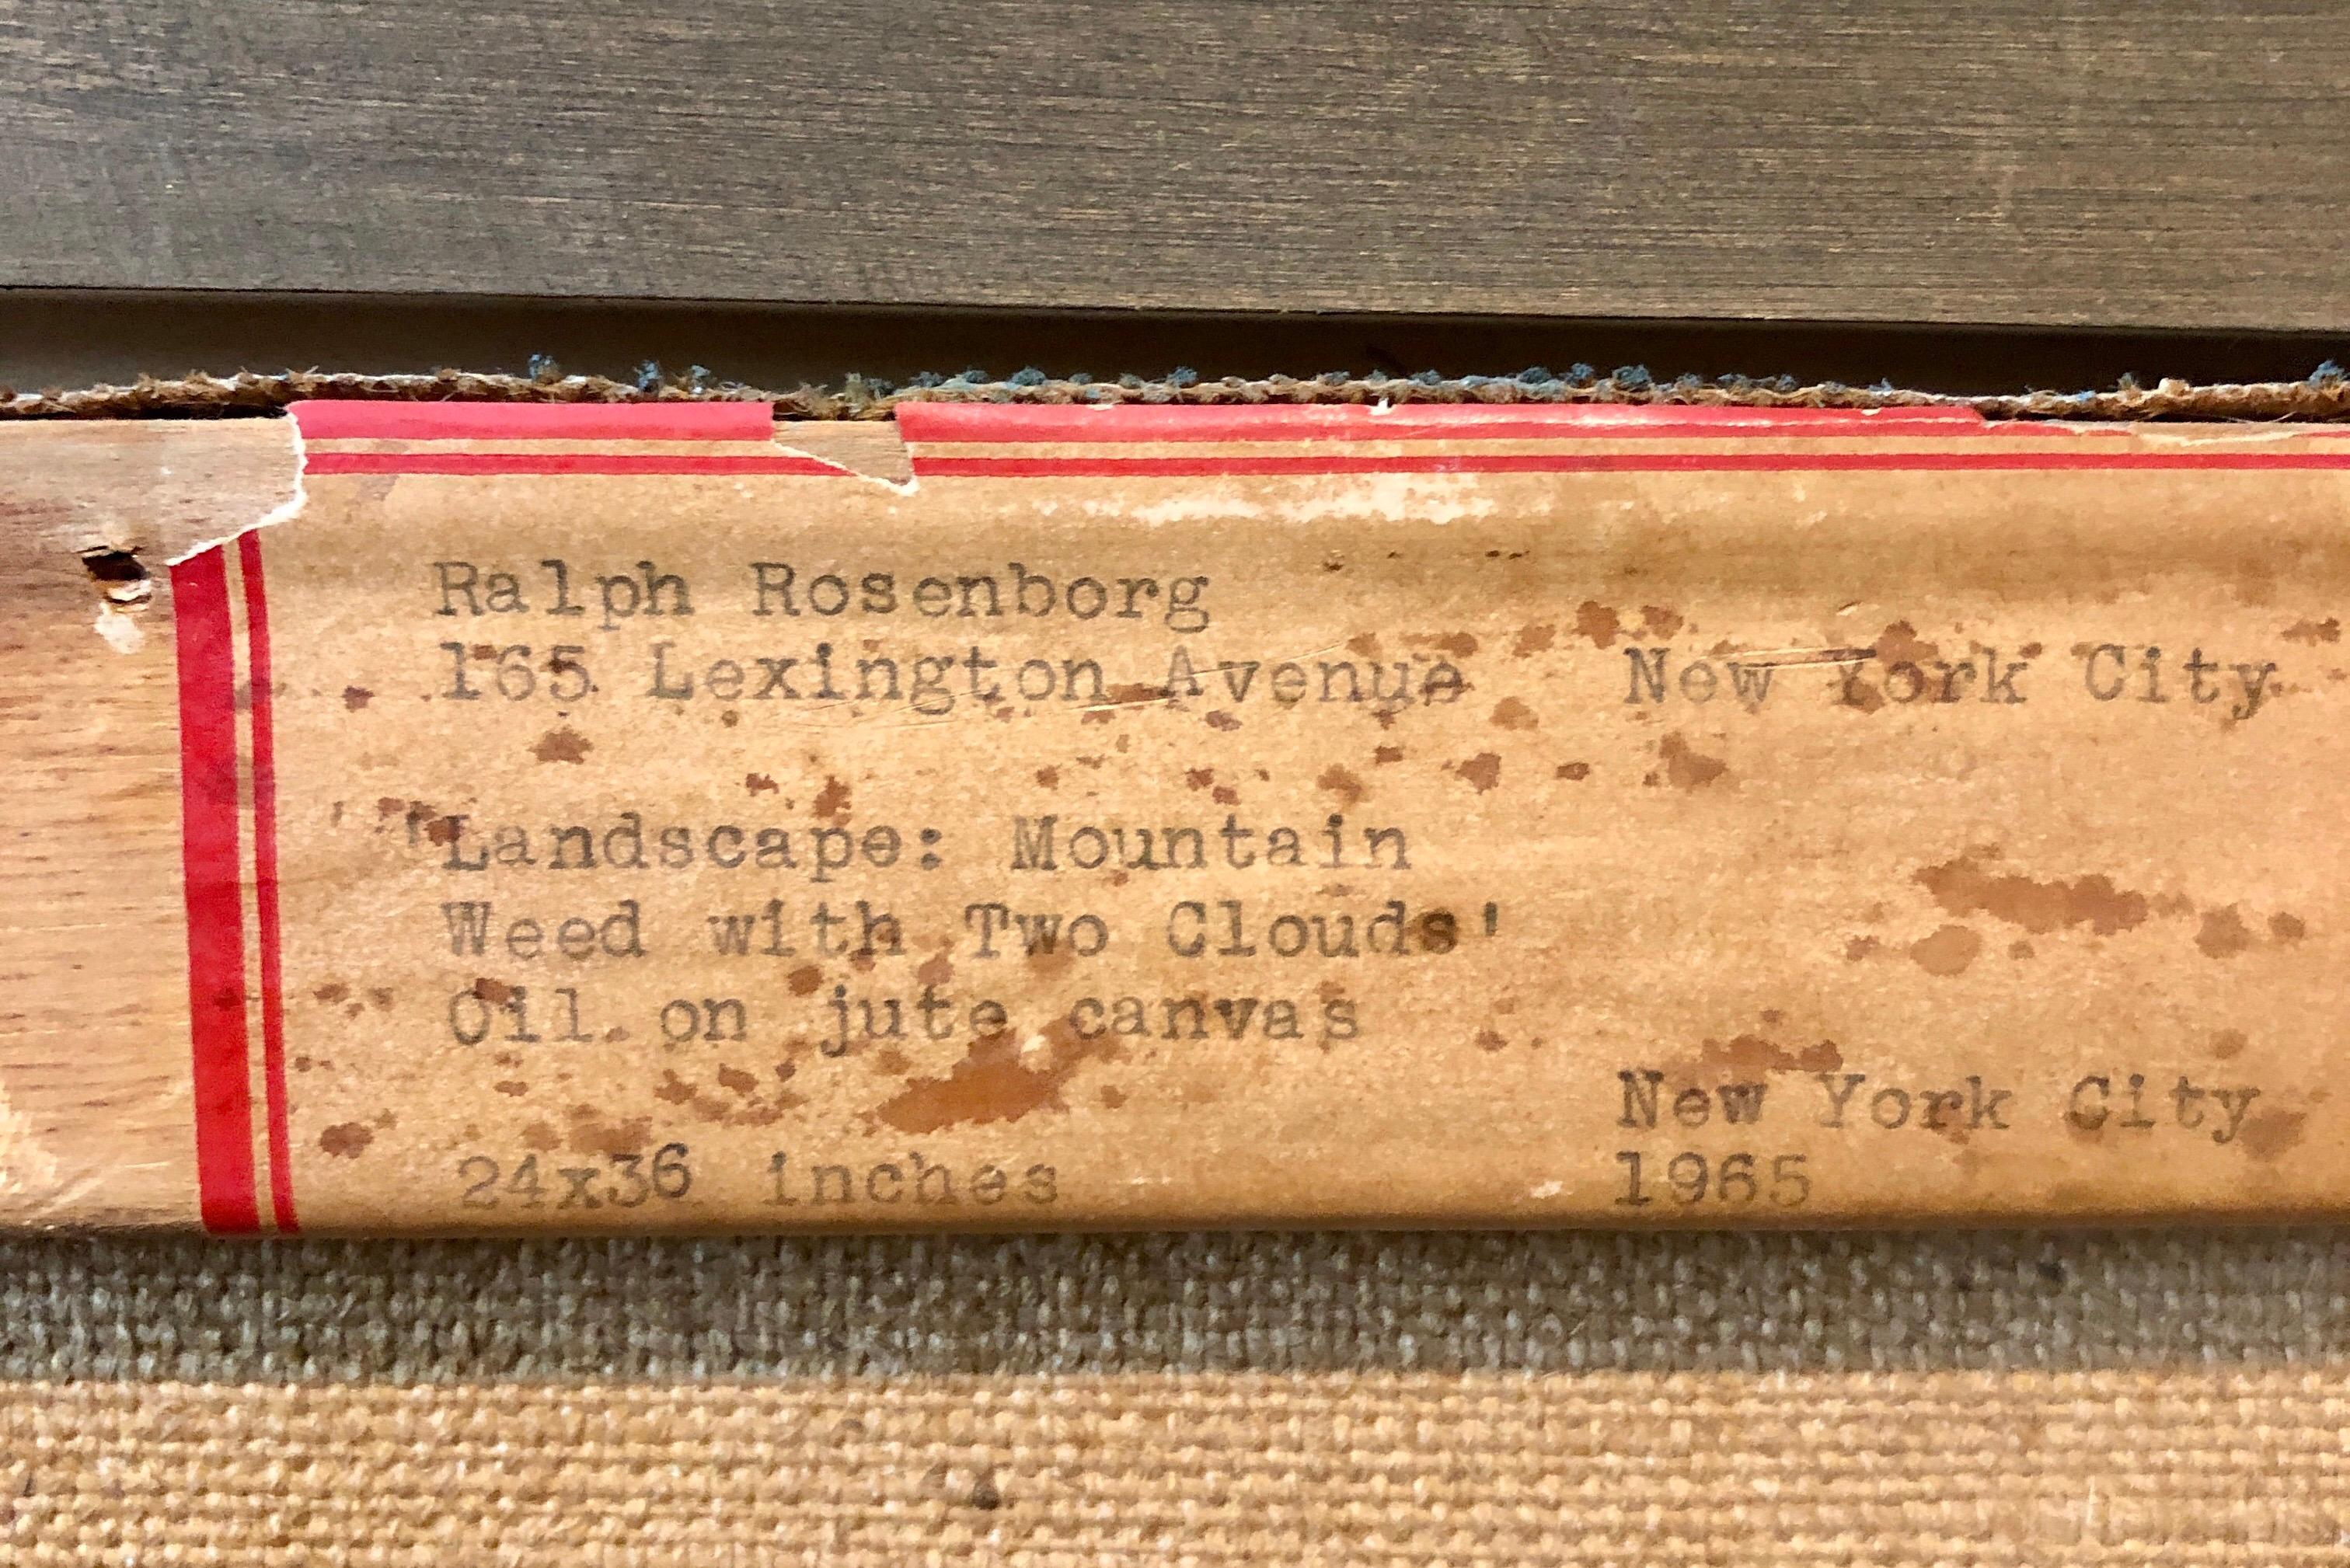 Ralph Rosenborg
165 Lexington Avenue New York City
'Landscape: Mountain
Weed with Two Clouds'
Oil on jute canvas
New York City
24x36 inches 1965